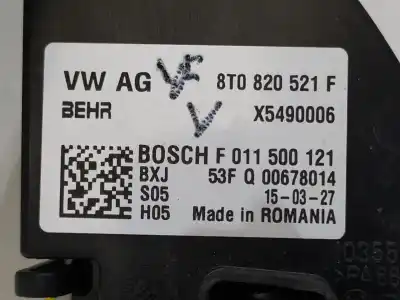 VW AG VF 8T0 820 521 F
BEHR V X5490006
BOSCH F 011 500 121
BXJ 53F Q 00678014
S05 15-03-27
H05 Made in ROMANIA